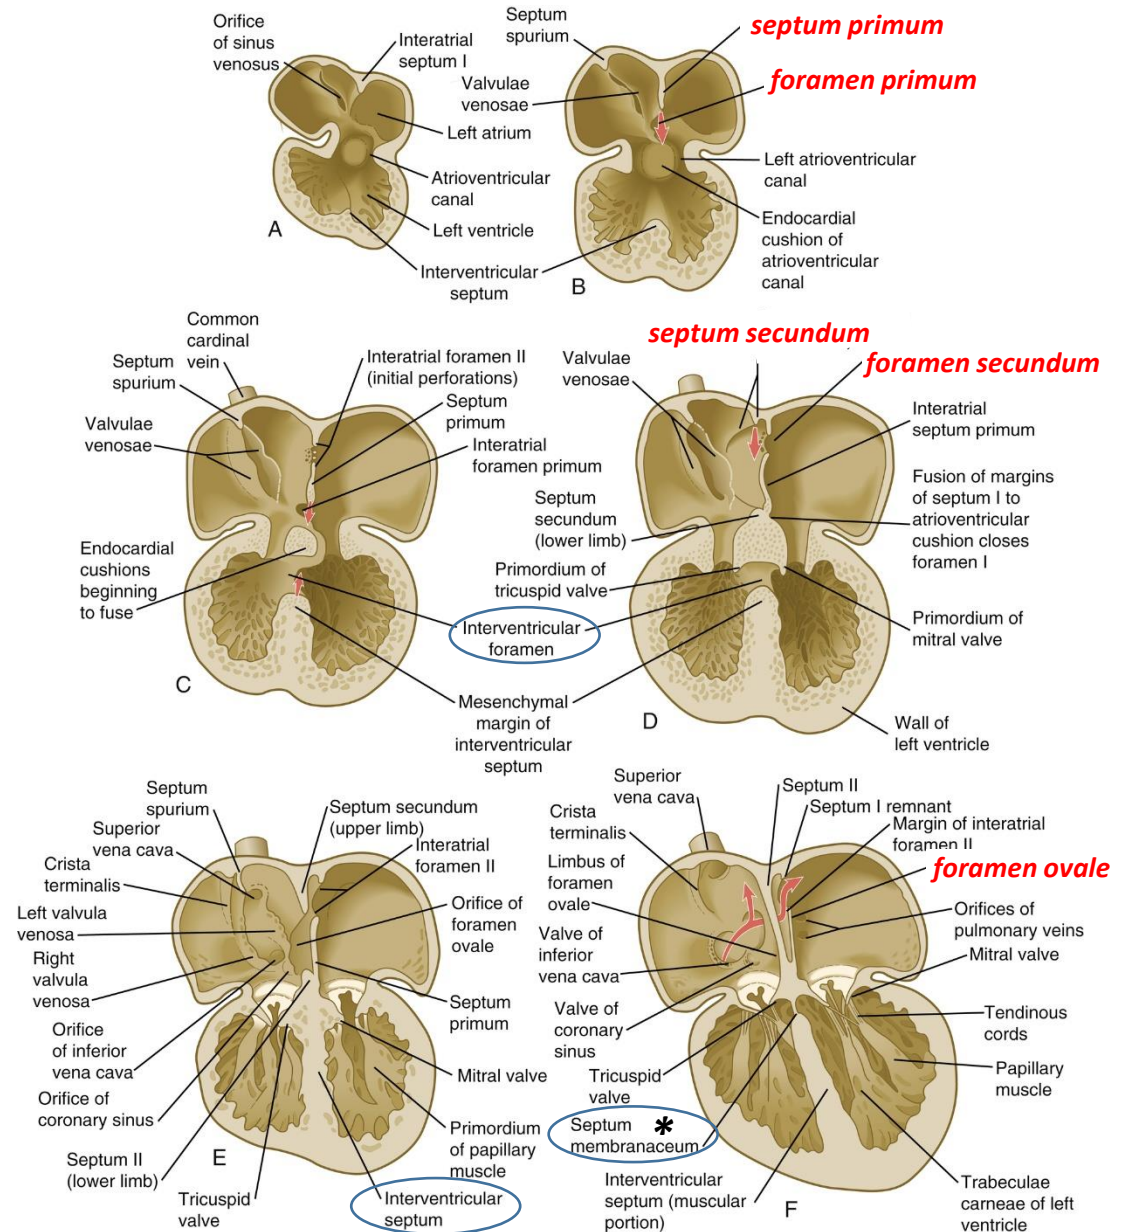 Orifice
of sinus
venosus
Interatrial
septum I
Left atrium
Atrioventricular
canal
Left ventricle
Interventricular
septum
A
Septum
spurium
septum primum
foramen primum
Valvulae
venosae
Left atrioventricular
canal
Endocardial
cushion of
atrioventricular
canal
B
Common
cardinal
vein
Septum
spurium
Valvulae
venosae
Interatrial foramen II
(initial perforations)
Septum
primum
Interatrial
foramen primum
Endocardial
cushions
beginning
to fuse
Interventricular
foramen
C
Mesenchymal
margin of
interventricular
septum
septum secundum
foramen secundum
Valvulae
venosae
Interatrial
septum primum
Septum
secundum
(lower limb)
Fusion of margins
of septum I to
atrioventricular
cushion closes
foramen I
Primordium of
tricuspid valve
Primordium of
mitral valve
D
Wall of
left ventricle
Septum
spurium
Superior
vena cava
Crista
terminalis
Left valvula
venosa
Right
valvula
venosa
Orifice
of inferior
vena cava
Orifice of
coronary sinus
Septum II
(lower limb)
Tricuspid
valve
E
Septum secundum
(upper limb)
Interatrial
foramen II
Orifice of
foramen
ovale
Septum
primum
Mitral valve
Primordium
of papillary
muscle
Interventricular
septum
Superior
vena cava
Crista
terminalis
Limbus of
foramen
ovale
Valve of
inferior
vena cava
Valve of
coronary
sinus
Tricuspid
valve
Septum *
membranaceum
Interventricular
septum (muscular
portion)
F
Septum II
Septum I remnant
Margin of interatrial
foramen II
foramen ovale
Orifices of
pulmonary veins
Mitral valve
Tendinous
cords
Papillary
muscle
Trabeculae
carneae of left
ventricle